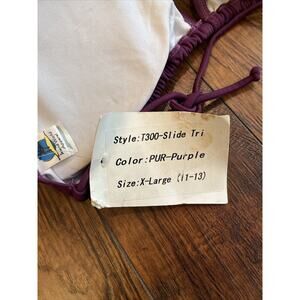 Style:T300-Slide Tri
Color:PUR-Purple
Size:X-Large (11-13)